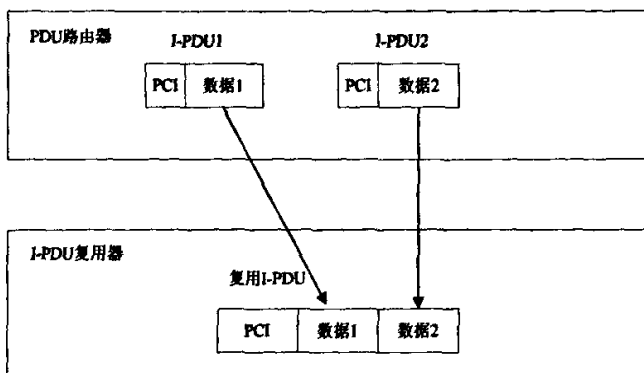 PDU路由器
I-PDU1 I-PDU2
PCI 数据1 PCI 数据2
I-PDU复用器
复用I-PDU
PCI 数据1 数据2